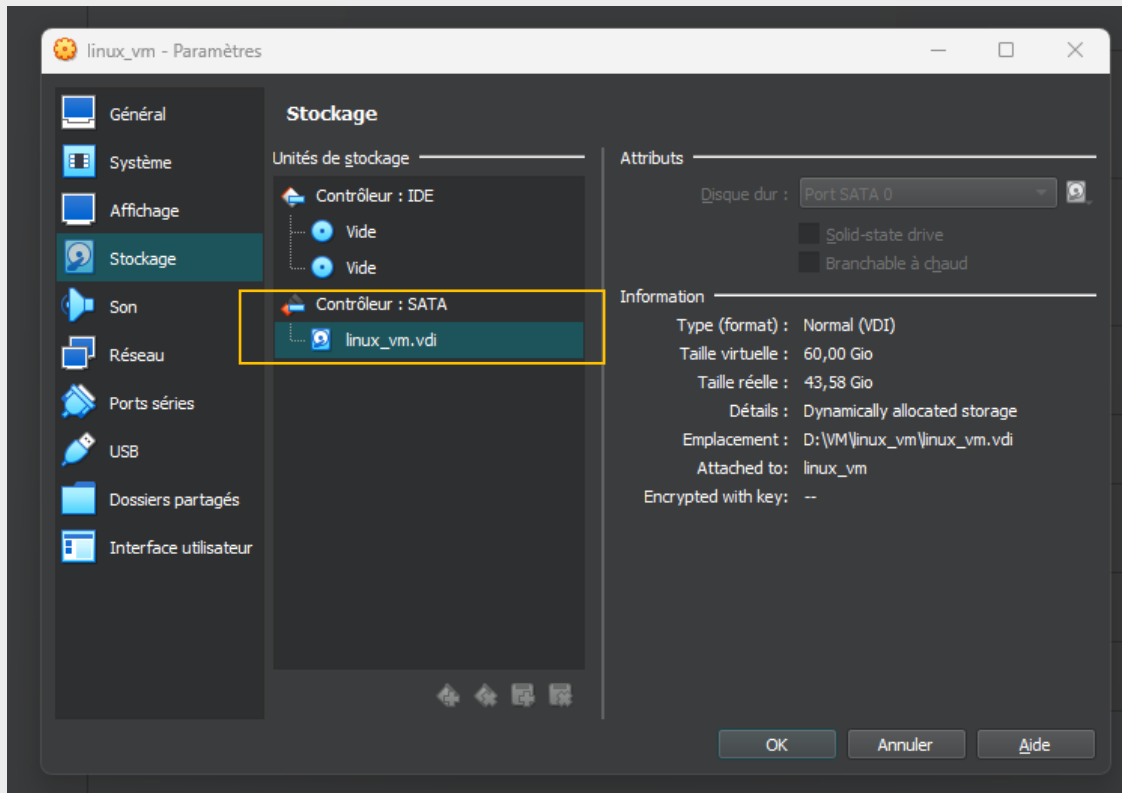 linux_vm - Paramètres
Général
Système
Affichage
Stockage
Son
Réseau
Ports séries
USB
Dossiers partagés
Interface utilisateur
Stockage
Unités de stockage
Contrôleur : IDE
Vide
Vide
Contrôleur : SATA
linux_vm.vdi
Attributs
Disque dur : Port SATA 0
Solid-state drive
Branchable à chaud
Information
Type (format) : Normal (VDI)
Taille virtuelle : 60,00 Gio
Taille réelle : 43,58 Gio
Détails : Dynamically allocated storage
Emplacement : D:\VM\linux_vm\linux_vm.vdi
Attached to: linux_vm
Encrypted with key: --
OK Annuler Aide